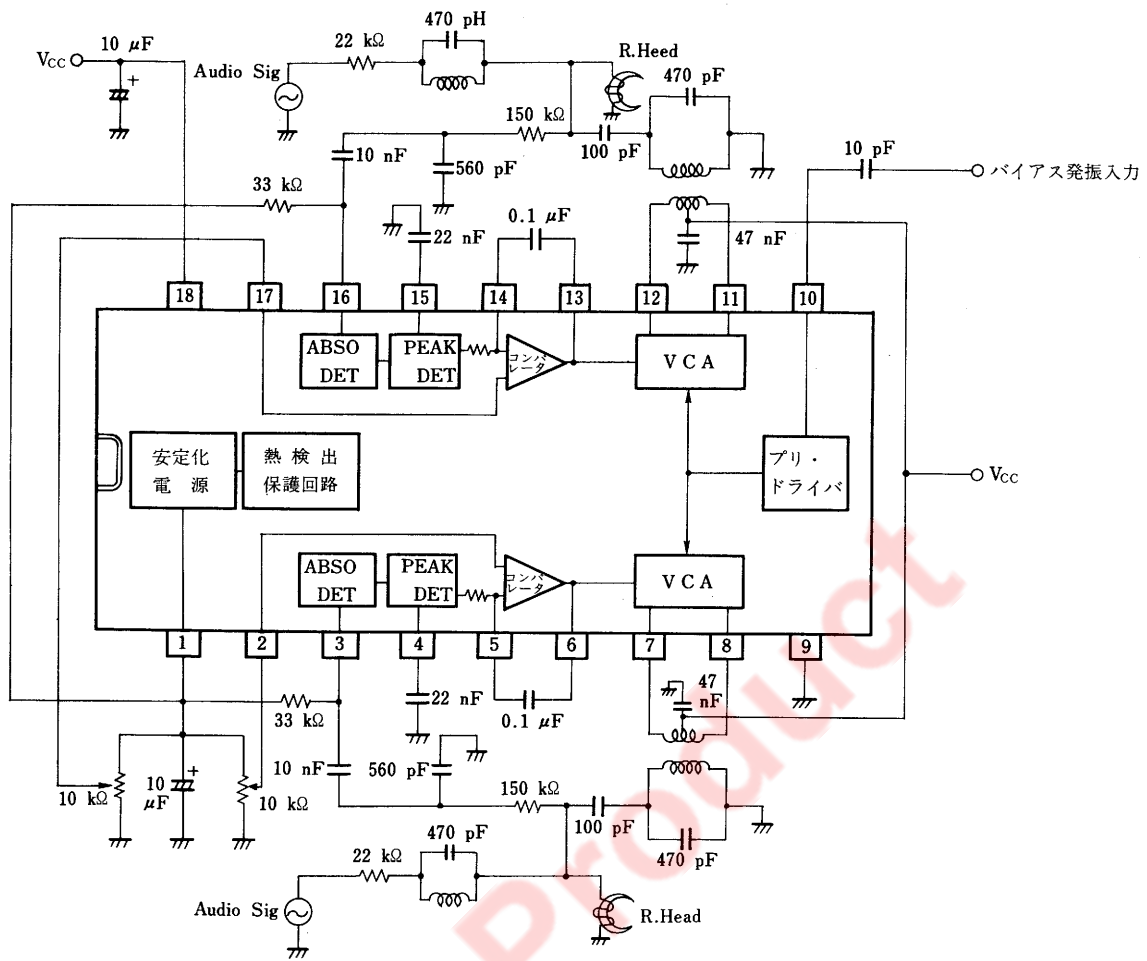 10 μF
VCC
Audio Sig
22 kΩ
470 pH
R.Heed
470 pF
150 kΩ
100 pF
10 nF
560 pF
33 kΩ
22 nF
0.1 μF
47 nF
10 pF
バイアス発振入力
18
17
16
15
14
13
12
11
10
ABSO
DET
PEAK
DET
コンパ
レータ
VCA
安定化
電源
熱検出
保護回路
プリ・
ドライバ
VCC
ABSO
DET
PEAK
DET
コンパ
レータ
VCA
1
2
3
4
5
6
7
8
9
33 kΩ
22 nF
0.1 μF
47
nF
10 kΩ
10
μF
10 kΩ
10 nF
560 pF
150 kΩ
100
pF
470 pF
22 kΩ
470 pF
Audio Sig
R.Head
Product